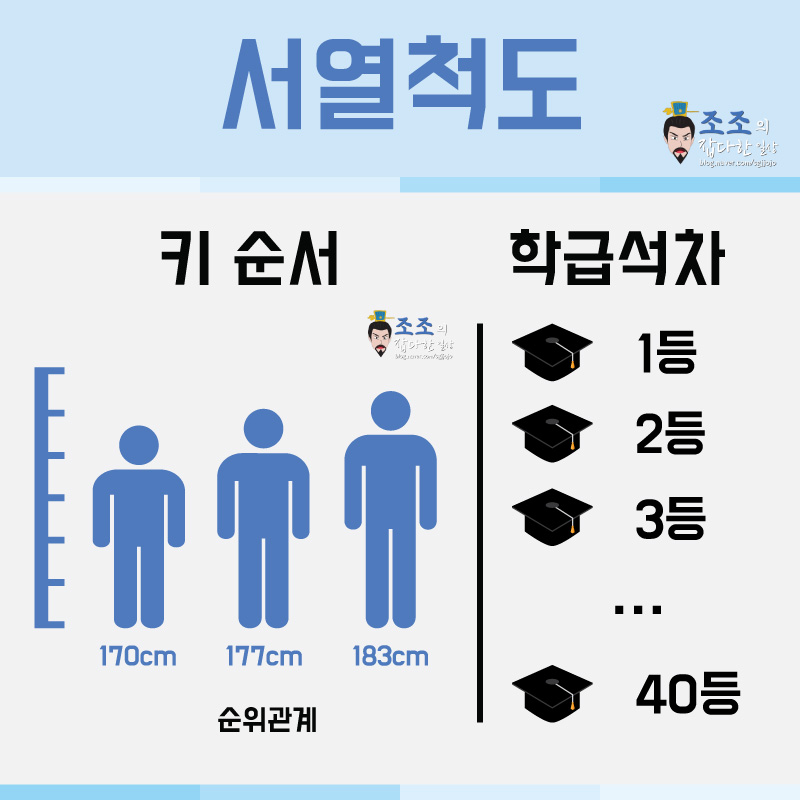 서열척도
조조의
잡다한 일상
blog.naver.com/sgjjojo
키 순서
학급석차
조조의
잡다한 일상
blog.naver.com/sgjjojo
1등
2등
3등
...
40등
170cm 177cm 183cm
순위관계